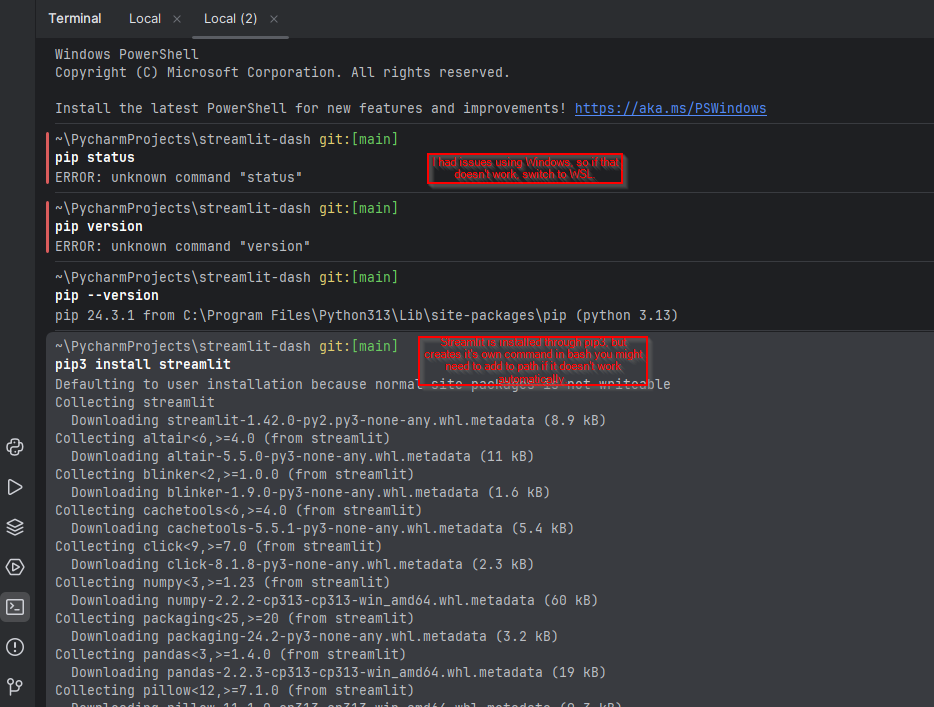 Terminal
Local
Local (2)
Windows PowerShell
Copyright (C) Microsoft Corporation. All rights reserved.
Install the latest PowerShell for new features and improvements! https://aka.ms/PSWindows
~\PycharmProjects\streamlit-dash git:[main]
pip status
ERROR: unknown command "status"
I had issues using Windows, so if that
doesn't work, switch to WSL
~\PycharmProjects\streamlit-dash git:[main]
pip version
ERROR: unknown command "version"
~\PycharmProjects\streamlit-dash git:[main]
pip --version
pip 24.3.1 from C:\Program Files\Python313\Lib\site-packages\pip (python 3.13)
~\PycharmProjects\streamlit-dash git:[main]
pip3 install streamlit
Streamlit is installed through pip3, but
creates it's own command in bash you might
need to add to path if it doesn't work
automatically
Defaulting to user installation because normal site-packages is not writeable
Collecting streamlit
Downloading streamlit-1.42.0-py2.py3-none-any.whl.metadata (8.9 kB)
Collecting altair<6,>=4.0 (from streamlit)
Downloading altair-5.5.0-py3-none-any.whl.metadata (11 kB)
Collecting blinker<2,>=1.0.0 (from streamlit)
Downloading blinker-1.9.0-py3-none-any.whl.metadata (1.6 kB)
Collecting cachetools<6,>=4.0 (from streamlit)
Downloading cachetools-5.5.1-py3-none-any.whl.metadata (5.4 kB)
Collecting click<9,>=7.0 (from streamlit)
Downloading click-8.1.8-py3-none-any.whl.metadata (2.3 kB)
Collecting numpy<3,>=1.23 (from streamlit)
Downloading numpy-2.2.2-cp313-cp313-win_amd64.whl.metadata (60 kB)
Collecting packaging<25,>=20 (from streamlit)
Downloading packaging-24.2-py3-none-any.whl.metadata (3.2 kB)
Collecting pandas<3,>=1.4.0 (from streamlit)
Downloading pandas-2.2.3-cp313-cp313-win_amd64.whl.metadata (19 kB)
Collecting pillow<12,>=7.1.0 (from streamlit)